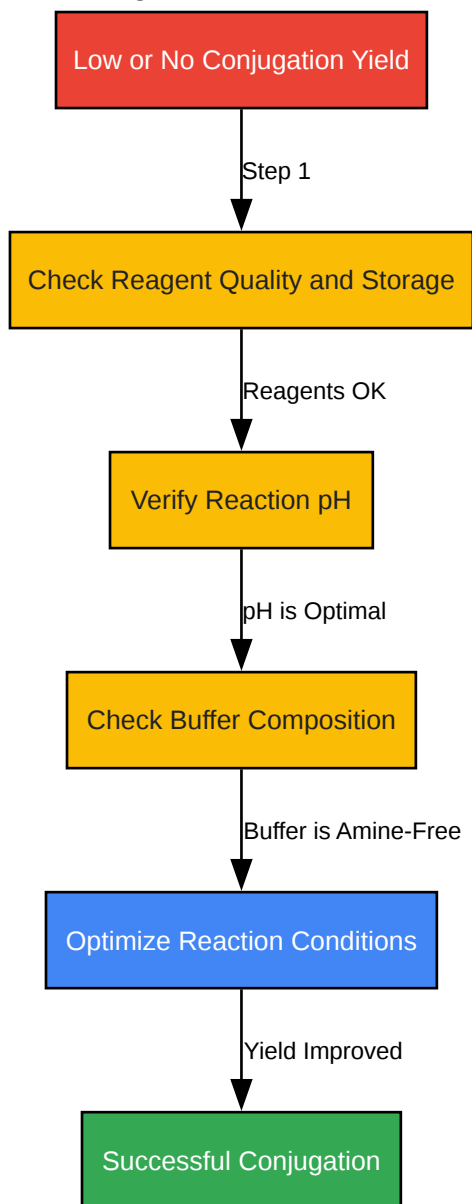 Low or No Conjugation Yield
Step 1
Check Reagent Quality and Storage
Reagents OK
Verify Reaction pH
pH is Optimal
Check Buffer Composition
Buffer is Amine-Free
Optimize Reaction Conditions
Yield Improved
Successful Conjugation